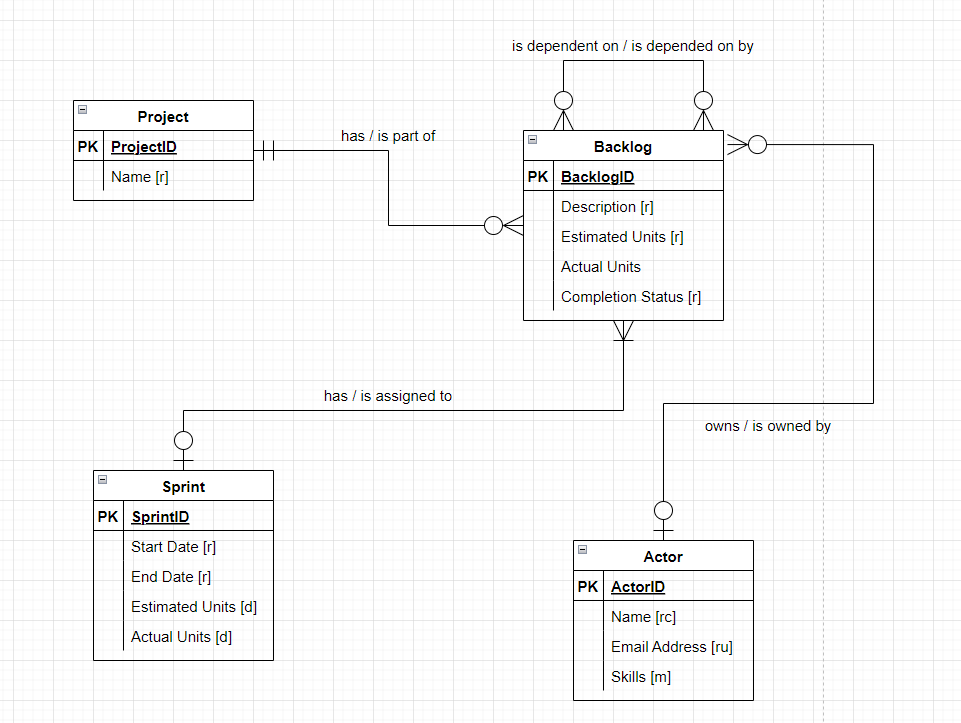 is dependent on / is depended on by
Project
PK ProjectID
Name [r]
has / is part of
Backlog
PK BacklogID
Description [r]
Estimated Units [r]
Actual Units
Completion Status [r]
has / is assigned to
owns / is owned by
Sprint
PK SprintID
Start Date [r]
End Date [r]
Estimated Units [d]
Actual Units [d]
Actor
PK ActorID
Name [rc]
Email Address [ru]
Skills [m]